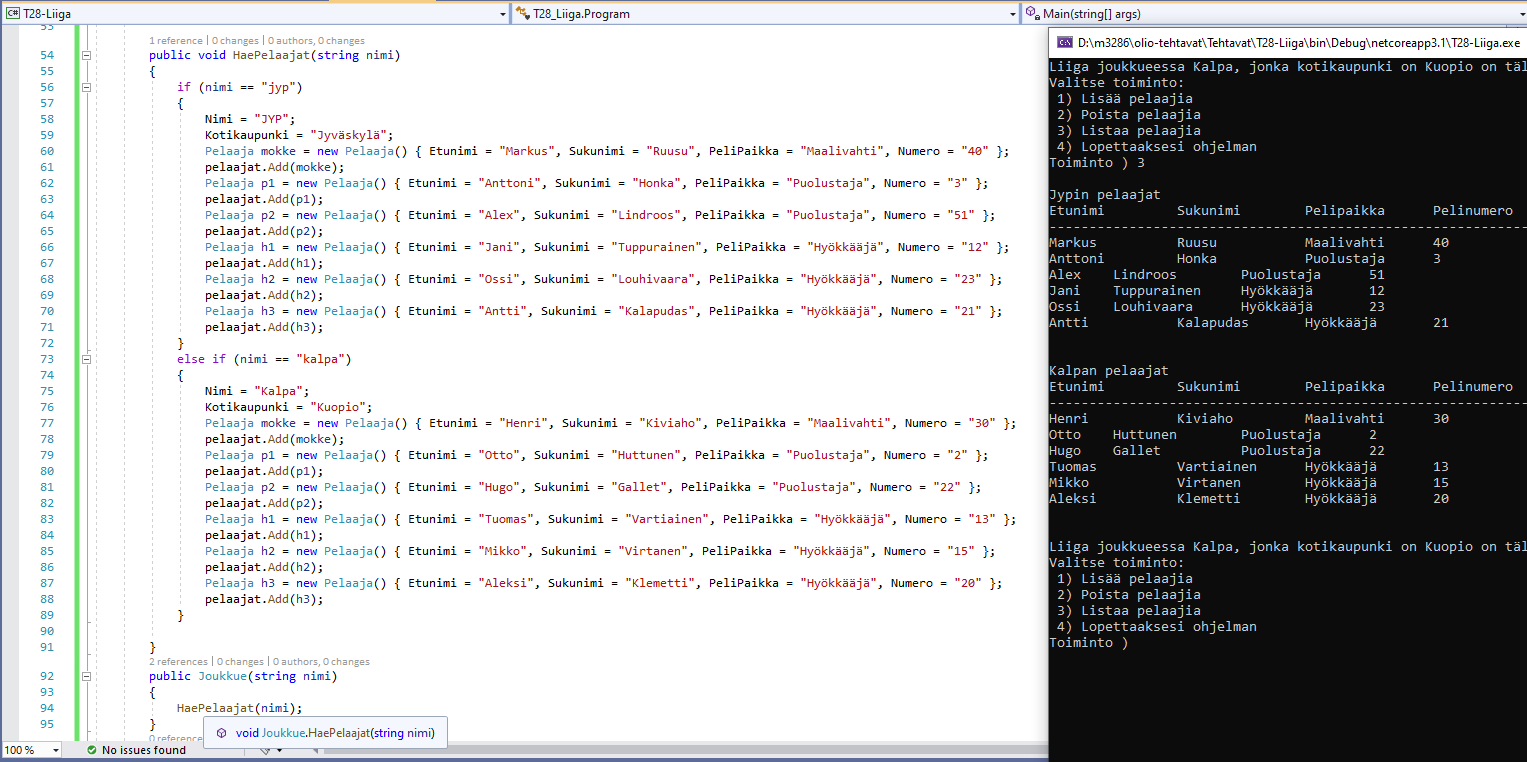 T28-Liiga T28_Liiga.Program Main(string[] args)
53
1 reference | 0 changes | 0 authors, 0 changes
54 public void HaePelaajat(string nimi)
55 {
56 if (nimi == "jyp")
57 {
58 Nimi = "JYP";
59 Kotikaupunki = "Jyväskylä";
60 Pelaaja mokke = new Pelaaja() { Etunimi = "Markus", Sukunimi = "Ruusu", PeliPaikka = "Maalivahti", Numero = "40" };
61 pelaajat.Add(mokke);
62 Pelaaja p1 = new Pelaaja() { Etunimi = "Anttoni", Sukunimi = "Honka", PeliPaikka = "Puolustaja", Numero = "3" };
63 pelaajat.Add(p1);
64 Pelaaja p2 = new Pelaaja() { Etunimi = "Alex", Sukunimi = "Lindroos", PeliPaikka = "Puolustaja", Numero = "51" };
65 pelaajat.Add(p2);
66 Pelaaja h1 = new Pelaaja() { Etunimi = "Jani", Sukunimi = "Tuppurainen", PeliPaikka = "Hyökkääjä", Numero = "12" };
67 pelaajat.Add(h1);
68 Pelaaja h2 = new Pelaaja() { Etunimi = "Ossi", Sukunimi = "Louhivaara", PeliPaikka = "Hyökkääjä", Numero = "23" };
69 pelaajat.Add(h2);
70 Pelaaja h3 = new Pelaaja() { Etunimi = "Antti", Sukunimi = "Kalapudas", PeliPaikka = "Hyökkääjä", Numero = "21" };
71 pelaajat.Add(h3);
72 }
73 else if (nimi == "kalpa")
74 {
75 Nimi = "Kalpa";
76 Kotikaupunki = "Kuopio";
77 Pelaaja mokke = new Pelaaja() { Etunimi = "Henri", Sukunimi = "Kiviaho", PeliPaikka = "Maalivahti", Numero = "30" };
78 pelaajat.Add(mokke);
79 Pelaaja p1 = new Pelaaja() { Etunimi = "Otto", Sukunimi = "Huttunen", PeliPaikka = "Puolustaja", Numero = "2" };
80 pelaajat.Add(p1);
81 Pelaaja p2 = new Pelaaja() { Etunimi = "Hugo", Sukunimi = "Gallet", PeliPaikka = "Puolustaja", Numero = "22" };
82 pelaajat.Add(p2);
83 Pelaaja h1 = new Pelaaja() { Etunimi = "Tuomas", Sukunimi = "Vartiainen", PeliPaikka = "Hyökkääjä", Numero = "13" };
84 pelaajat.Add(h1);
85 Pelaaja h2 = new Pelaaja() { Etunimi = "Mikko", Sukunimi = "Virtanen", PeliPaikka = "Hyökkääjä", Numero = "15" };
86 pelaajat.Add(h2);
87 Pelaaja h3 = new Pelaaja() { Etunimi = "Aleksi", Sukunimi = "Klemetti", PeliPaikka = "Hyökkääjä", Numero = "20" };
88 pelaajat.Add(h3);
89 }
90
91 }
2 references | 0 changes | 0 authors, 0 changes
92 public Joukkue(string nimi)
93 {
94 HaePelaajat(nimi);
95 }
void Joukkue.HaePelaajat(string nimi)
0 references
100 % No issues found
D:\m3286\olio-tehtavat\Tehtavat\T28-Liiga\bin\Debug\netcoreapp3.1\T28-Liiga.exe
Liiga joukkueessa Kalpa, jonka kotikaupunki on Kuopio on täl
Valitse toiminto:
1) Lisää pelaajia
2) Poista pelaajia
3) Listaa pelaajia
4) Lopettaaksesi ohjelman
Toiminto ) 3
Jypin pelaajat
Etunimi Sukunimi Pelipaikka Pelinumero
------------------------------------------------------------
Markus Ruusu Maalivahti 40
Anttoni Honka Puolustaja 3
Alex Lindroos Puolustaja 51
Jani Tuppurainen Hyökkääjä 12
Ossi Louhivaara Hyökkääjä 23
Antti Kalapudas Hyökkääjä 21
Kalpan pelaajat
Etunimi Sukunimi Pelipaikka Pelinumero
------------------------------------------------------------
Henri Kiviaho Maalivahti 30
Otto Huttunen Puolustaja 2
Hugo Gallet Puolustaja 22
Tuomas Vartiainen Hyökkääjä 13
Mikko Virtanen Hyökkääjä 15
Aleksi Klemetti Hyökkääjä 20
Liiga joukkueessa Kalpa, jonka kotikaupunki on Kuopio on täl
Valitse toiminto:
1) Lisää pelaajia
2) Poista pelaajia
3) Listaa pelaajia
4) Lopettaaksesi ohjelman
Toiminto )